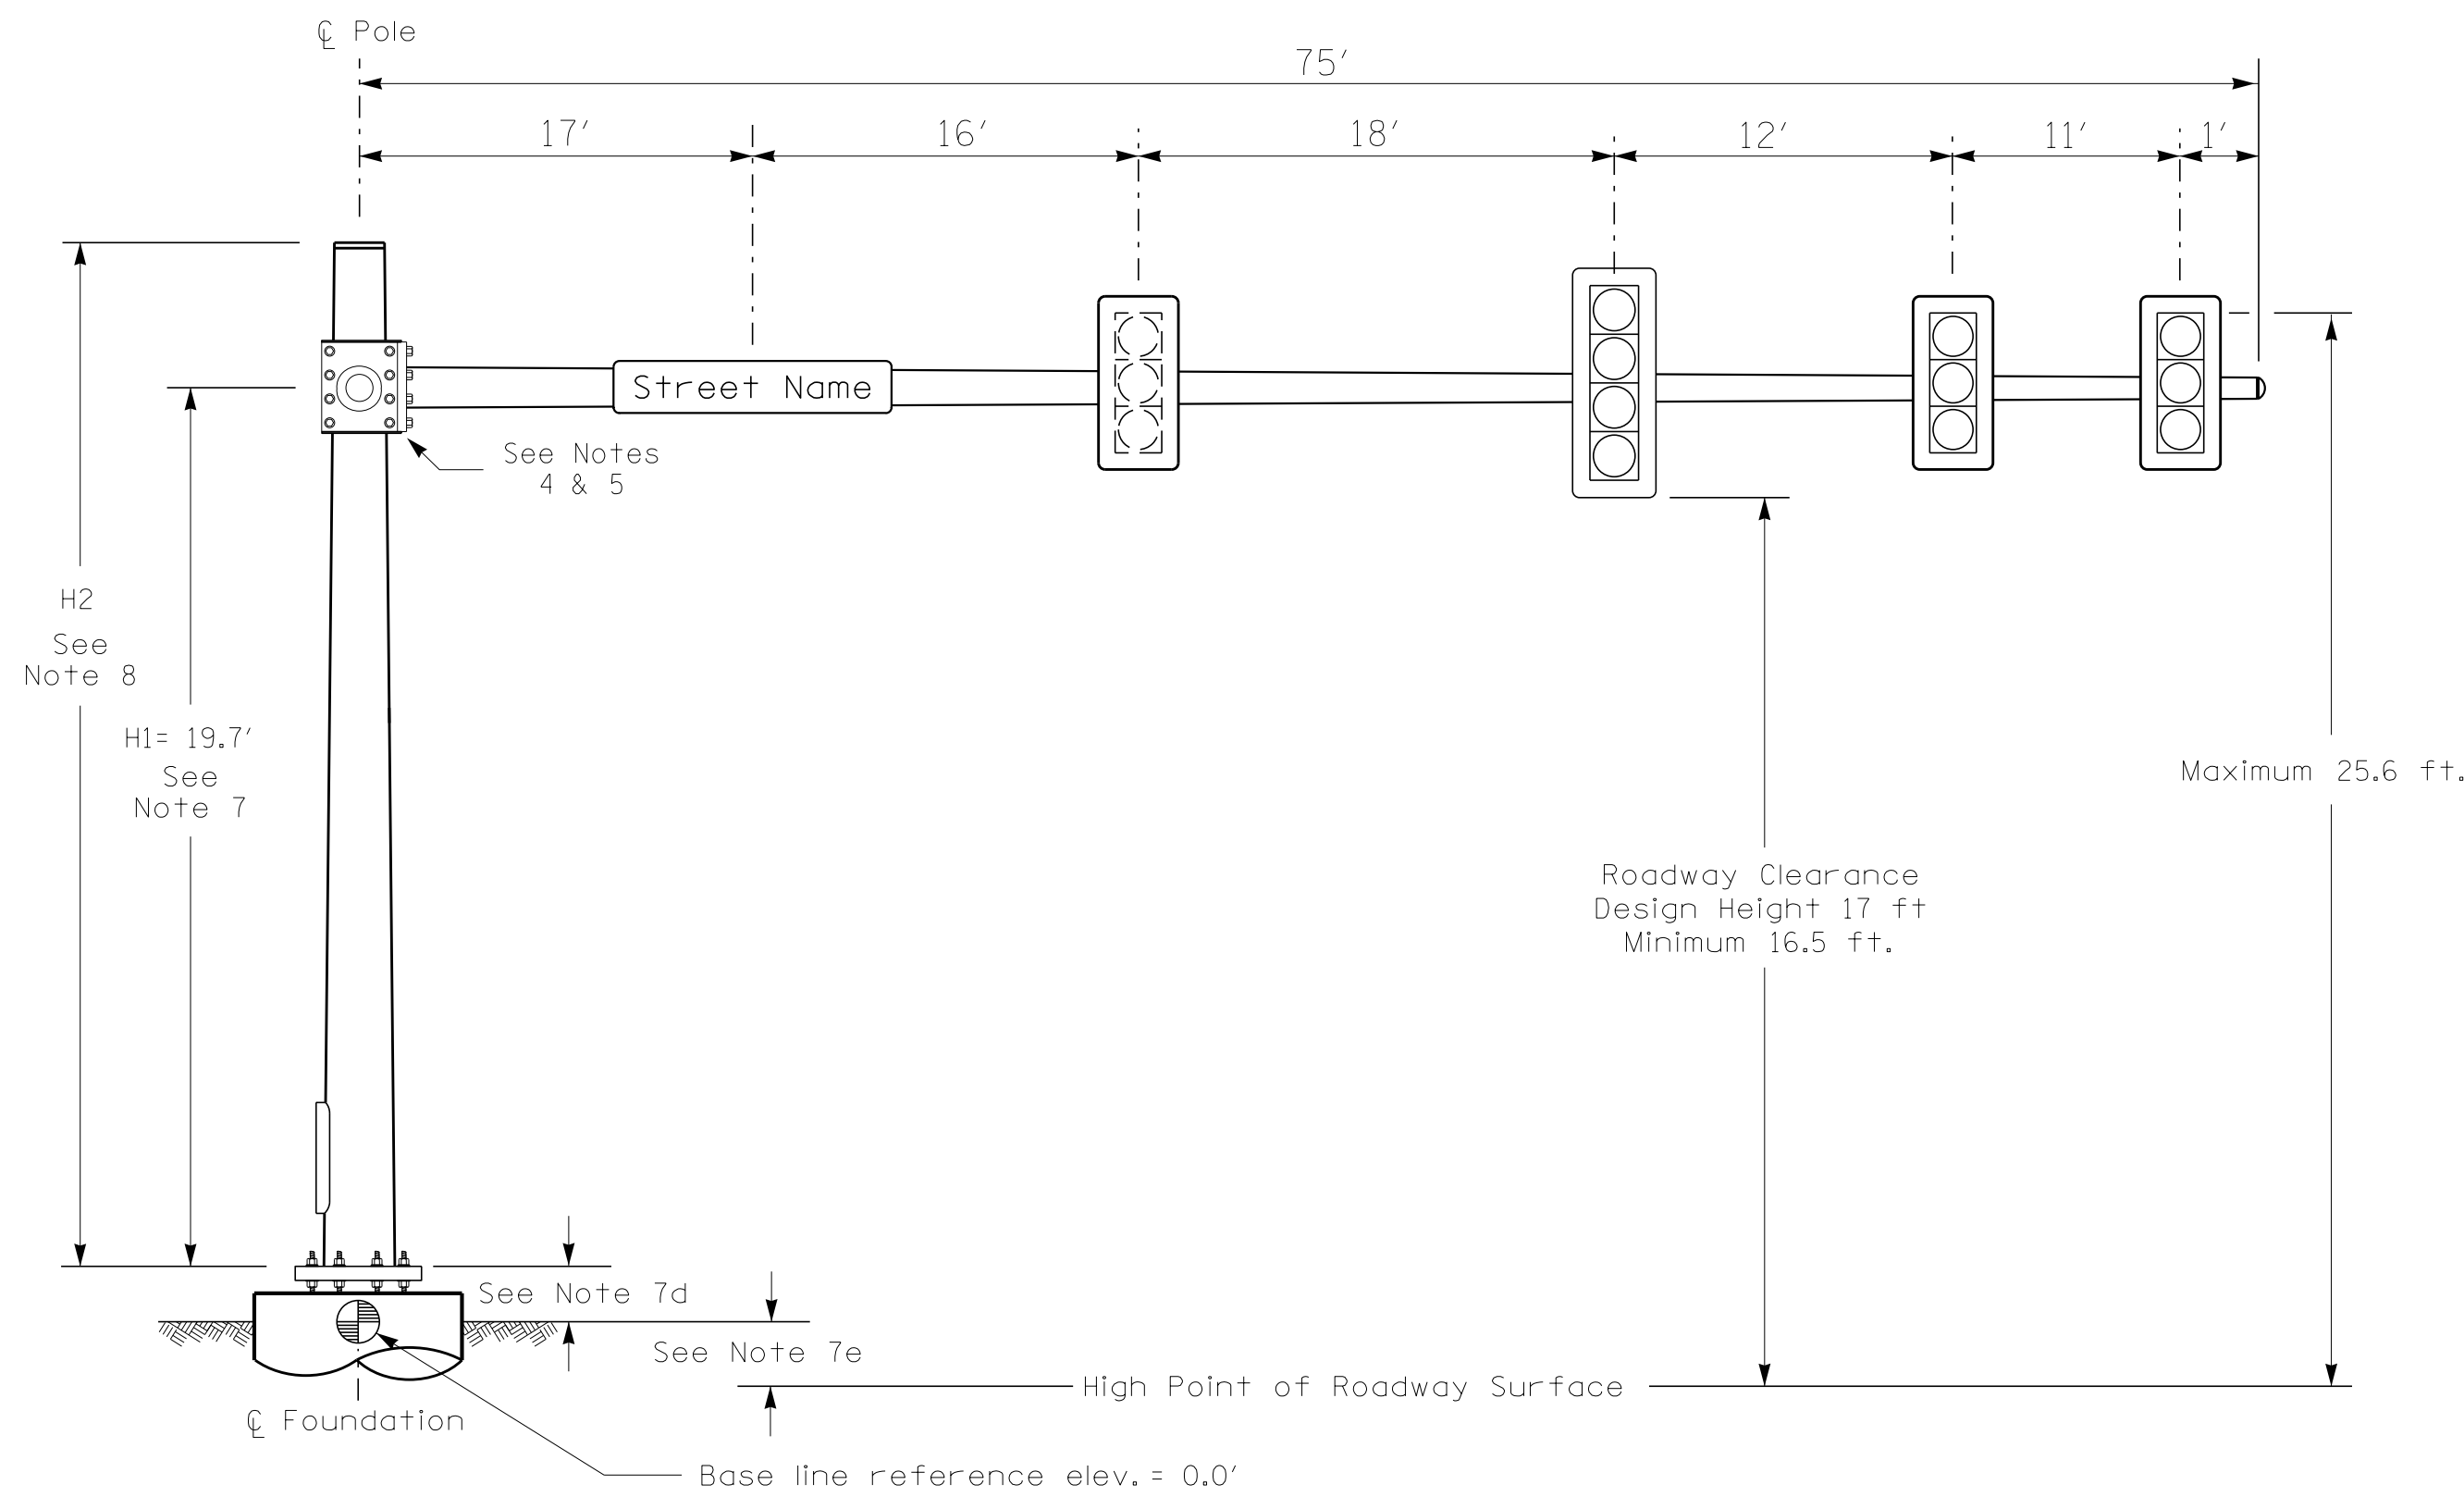 ℄ Pole
75'
17' 16' 18' 12' 11' 1'
Street Name
See Notes
4 & 5
H2
See
Note 8
H1= 19.7'
See
Note 7
Maximum 25.6 ft.
Roadway Clearance
Design Height 17 ft
Minimum 16.5 ft.
See Note 7d
See Note 7e
High Point of Roadway Surface
℄ Foundation
Base line reference elev.= 0.0'